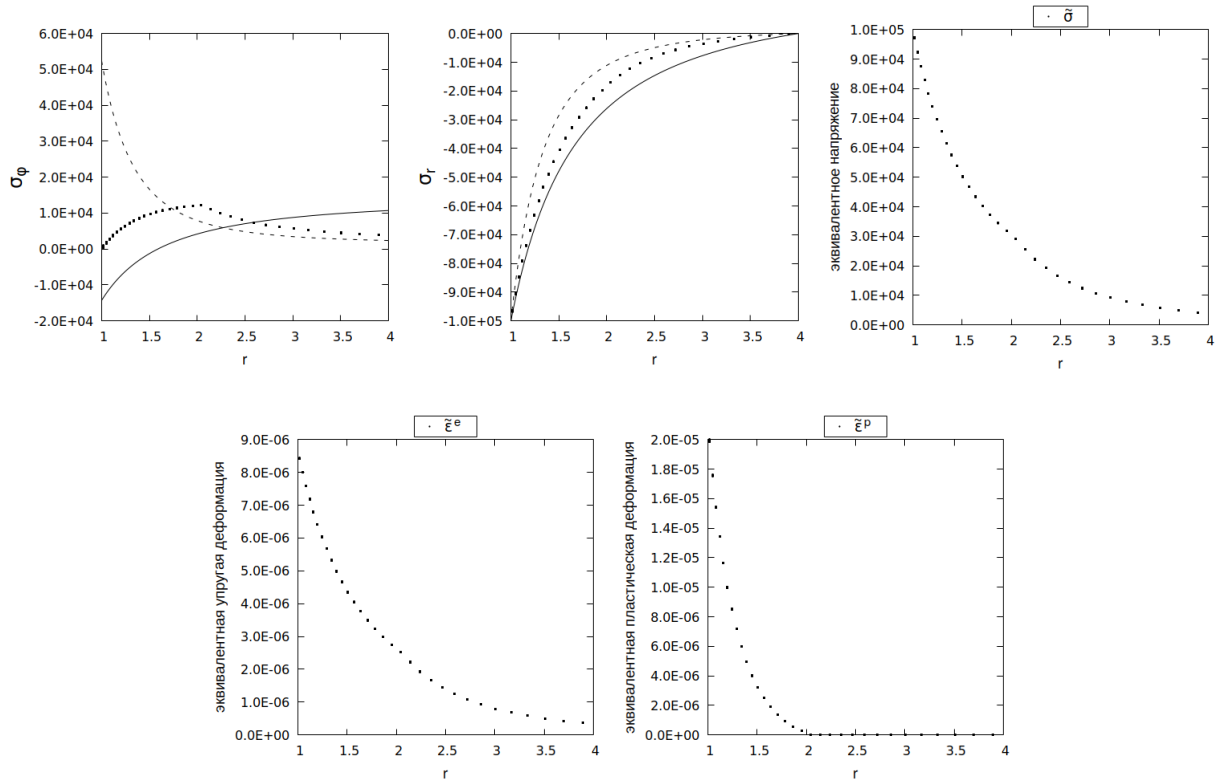 6.0E+04
5.0E+04
4.0E+04
3.0E+04
2.0E+04
1.0E+04
0.0E+00
-1.0E+04
-2.0E+04
σφ
1 1.5 2 2.5 3 3.5 4
r
0.0E+00
-1.0E+04
-2.0E+04
-3.0E+04
-4.0E+04
-5.0E+04
-6.0E+04
-7.0E+04
-8.0E+04
-9.0E+04
-1.0E+05
σr
1 1.5 2 2.5 3 3.5 4
r
σ̃
1.0E+05
9.0E+04
8.0E+04
7.0E+04
6.0E+04
5.0E+04
4.0E+04
3.0E+04
2.0E+04
1.0E+04
0.0E+00
эквивалентное напряжение
1 1.5 2 2.5 3 3.5 4
r
ε̃ e
9.0E-06
8.0E-06
7.0E-06
6.0E-06
5.0E-06
4.0E-06
3.0E-06
2.0E-06
1.0E-06
0.0E+00
эквивалентная упругая деформация
1 1.5 2 2.5 3 3.5 4
r
ε̃ p
2.0E-05
1.8E-05
1.6E-05
1.4E-05
1.2E-05
1.0E-05
8.0E-06
6.0E-06
4.0E-06
2.0E-06
0.0E+00
эквивалентная пластическая деформация
1 1.5 2 2.5 3 3.5 4
r